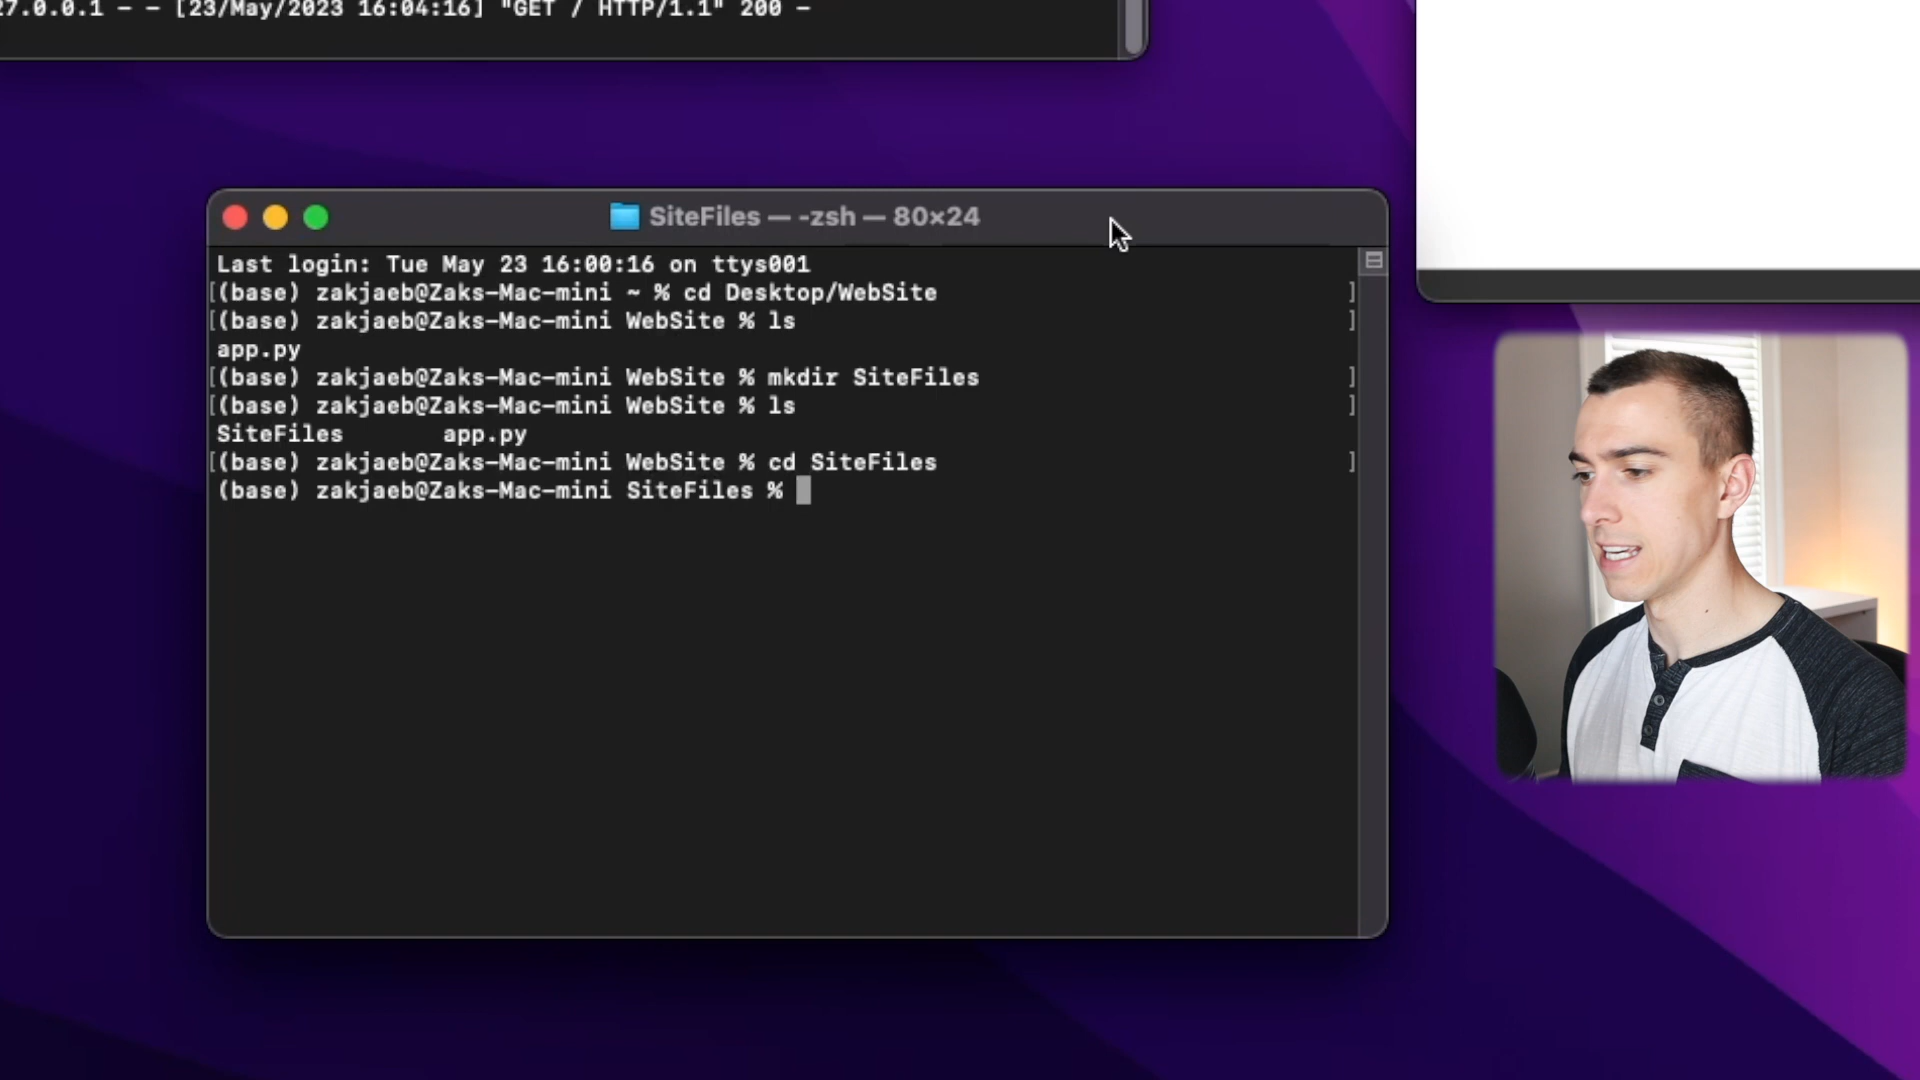 27.0.0.1 - - [23/May/2023 16:04:16] "GET / HTTP/1.1" 200 -
SiteFiles — -zsh — 80×24
Last login: Tue May 23 16:00:16 on ttys001
[(base) zakjaeb@Zaks-Mac-mini ~ % cd Desktop/WebSite ]
[(base) zakjaeb@Zaks-Mac-mini WebSite % ls ]
app.py
[(base) zakjaeb@Zaks-Mac-mini WebSite % mkdir SiteFiles ]
[(base) zakjaeb@Zaks-Mac-mini WebSite % ls ]
SiteFiles app.py
[(base) zakjaeb@Zaks-Mac-mini WebSite % cd SiteFiles ]
(base) zakjaeb@Zaks-Mac-mini SiteFiles %